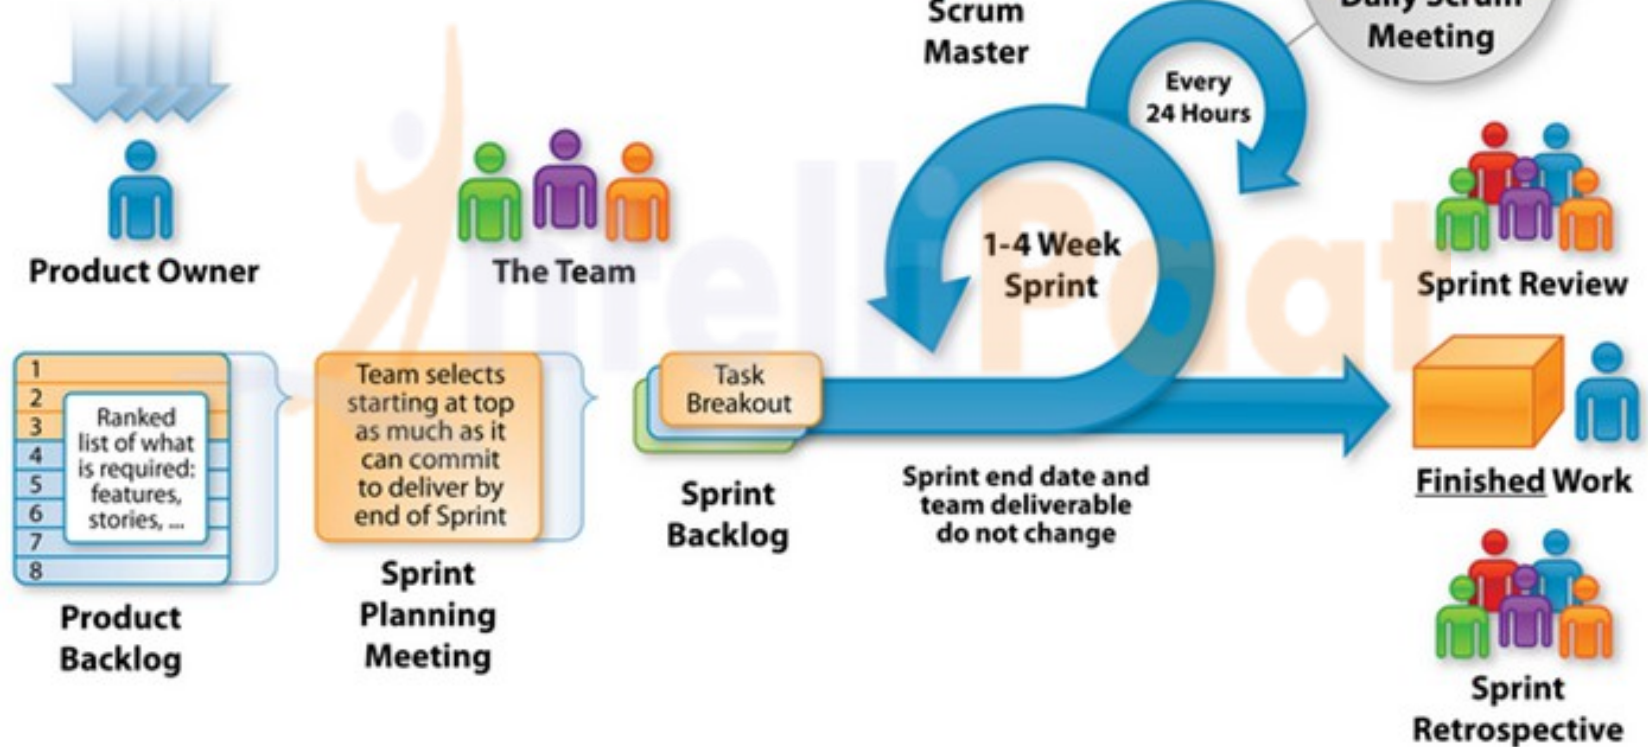 Scrum
Master
Daily Scrum
Meeting
Every
24 Hours
Product Owner
The Team
1-4 Week
Sprint
Sprint Review
1
2
3
4
5
6
7
8
Ranked
list of what
is required:
features,
stories, ...
Product
Backlog
Team selects
starting at top
as much as it
can commit
to deliver by
end of Sprint
Sprint
Planning
Meeting
Task
Breakout
Sprint
Backlog
Sprint end date and
team deliverable
do not change
Finished Work
Sprint
Retrospective
intelliPaat